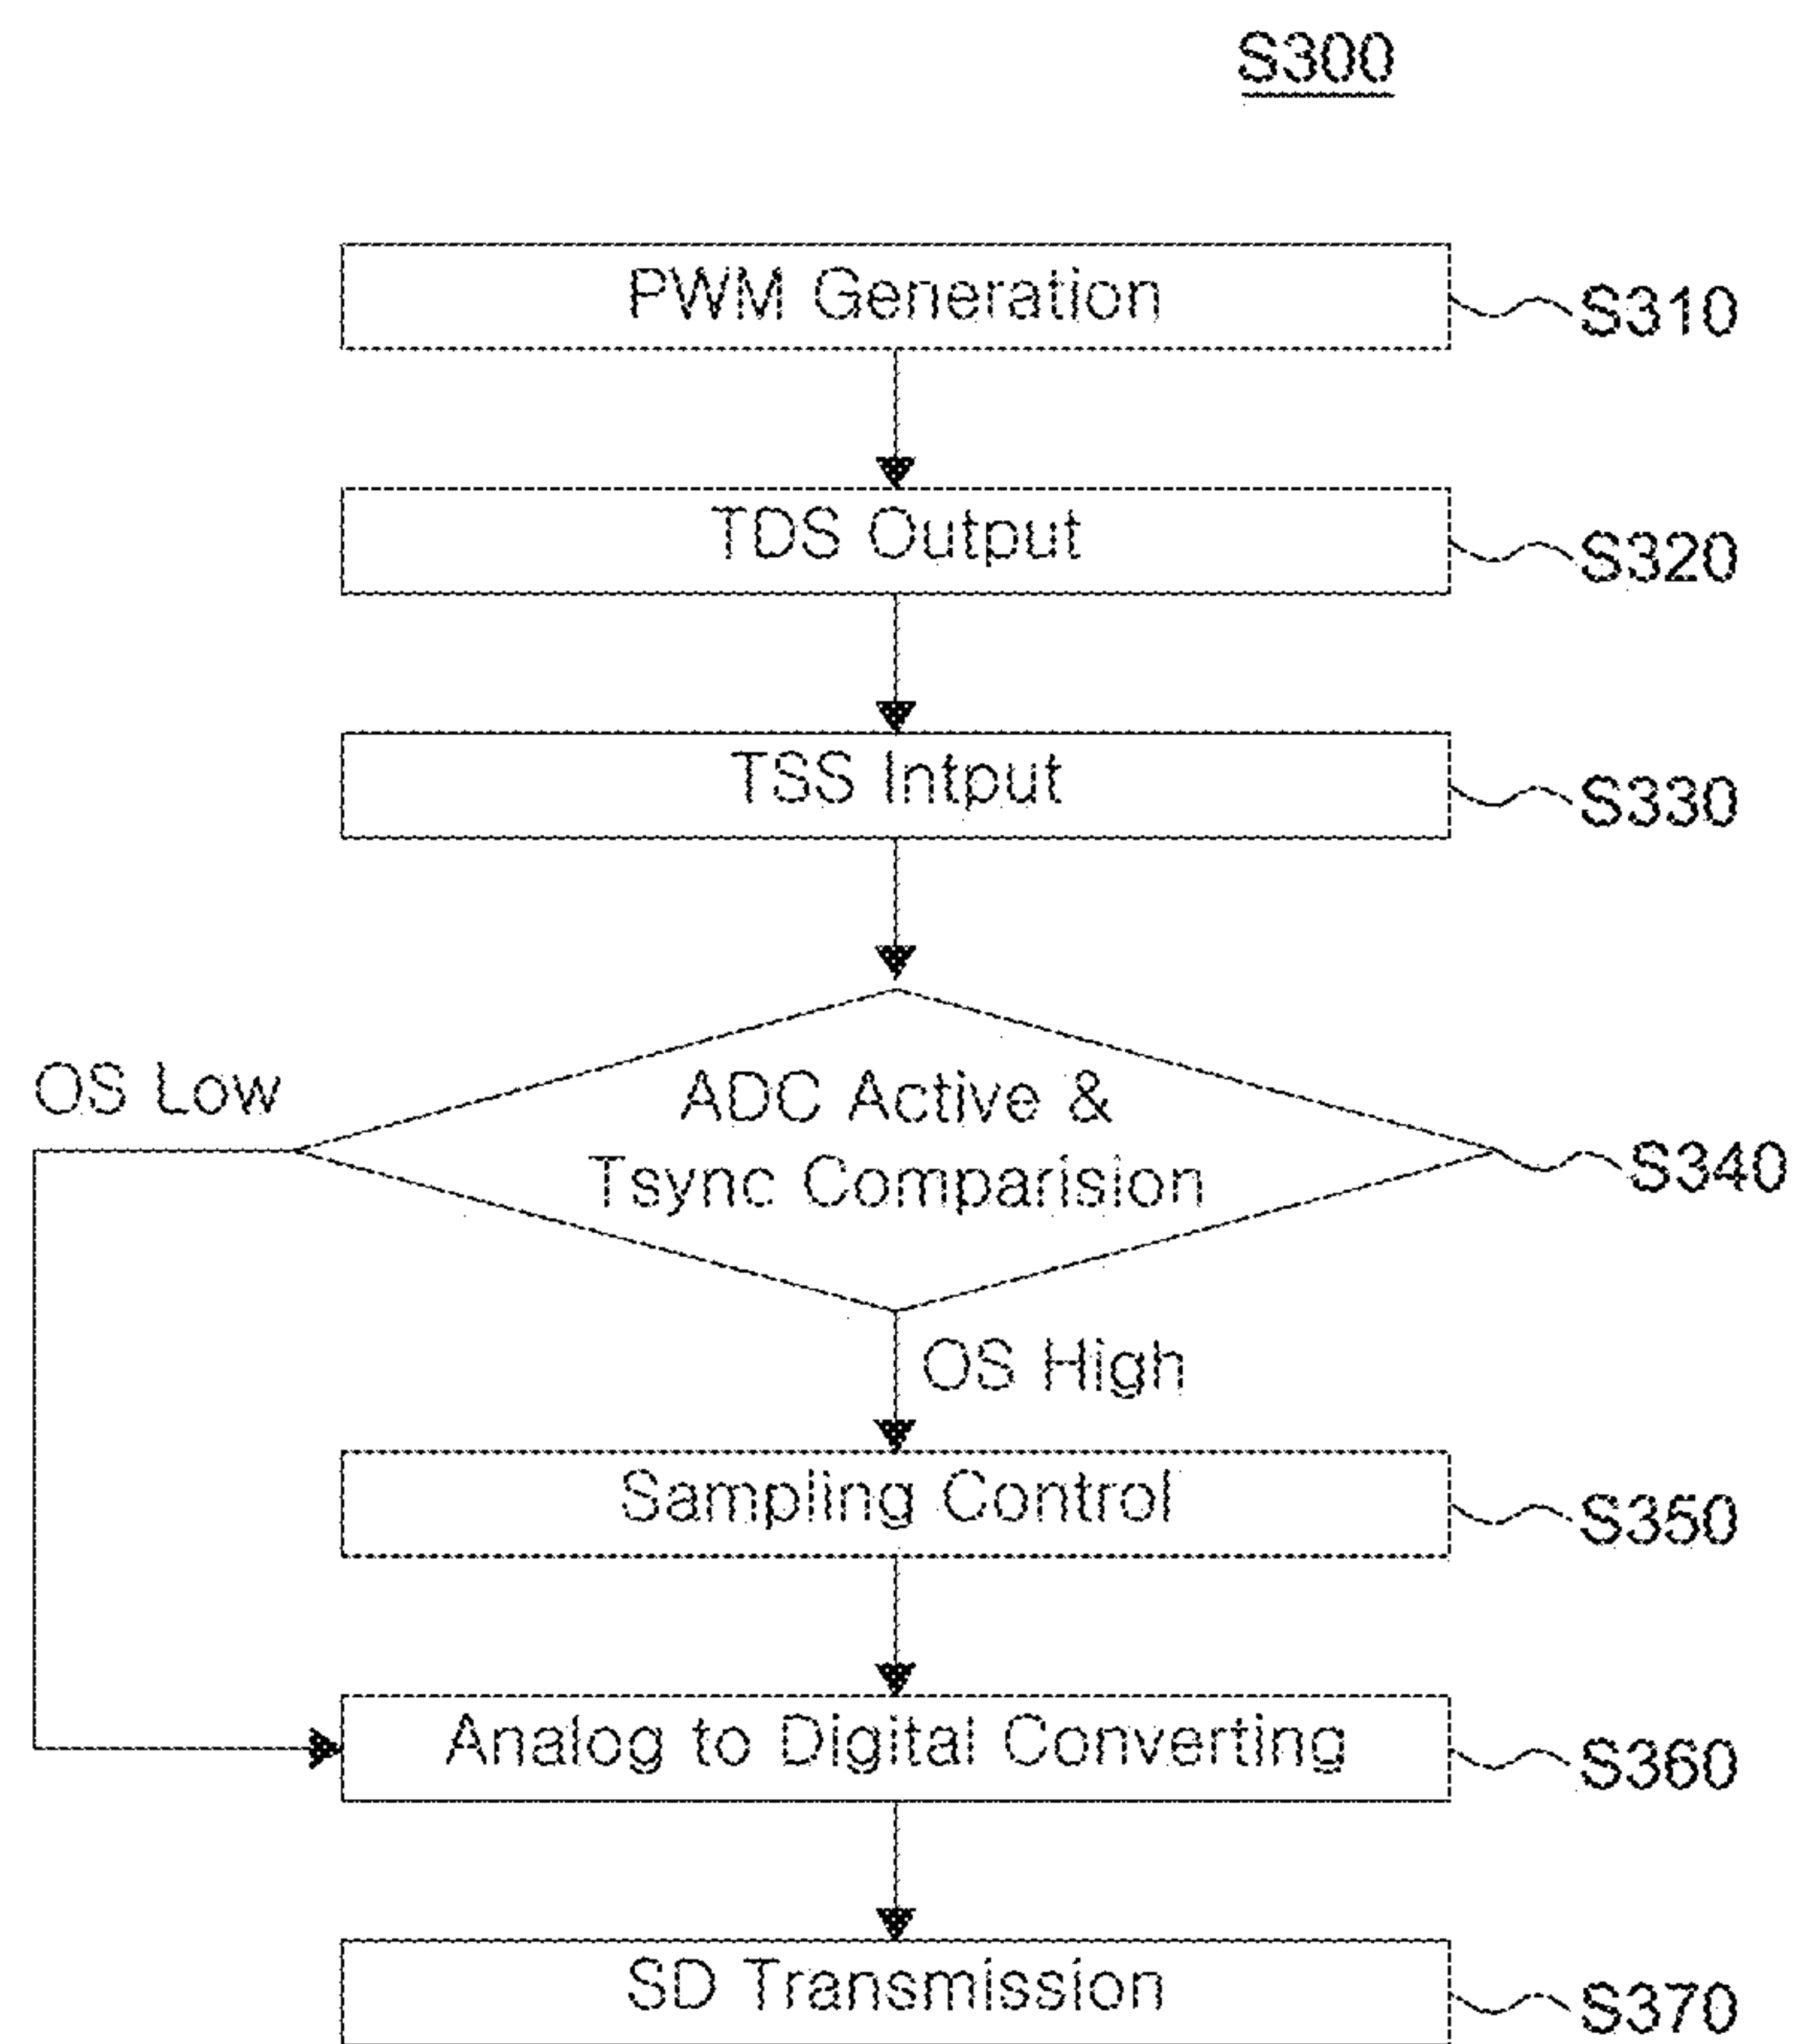 S300
PWM Generation
S310
TDS Output
S320
TSS Intput
S330
OS Low
ADC Active &
Tsync Comparision
S340
OS High
Sampling Control
S350
Analog to Digital Converting
S360
SD Transmission
S370